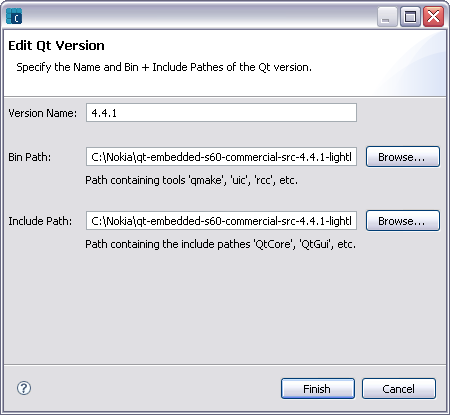 Edit Qt Version
Specify the Name and Bin + Include Pathes of the Qt version.
Version Name: 4.4.1
Bin Path: C:\Nokia\qt-embedded-s60-commercial-src-4.4.1-lightl Browse...
Path containing tools 'qmake', 'uic', 'rcc', etc.
Include Path: C:\Nokia\qt-embedded-s60-commercial-src-4.4.1-lightl Browse...
Path containing the include pathes 'QtCore', 'QtGui', etc.
? Finish Cancel